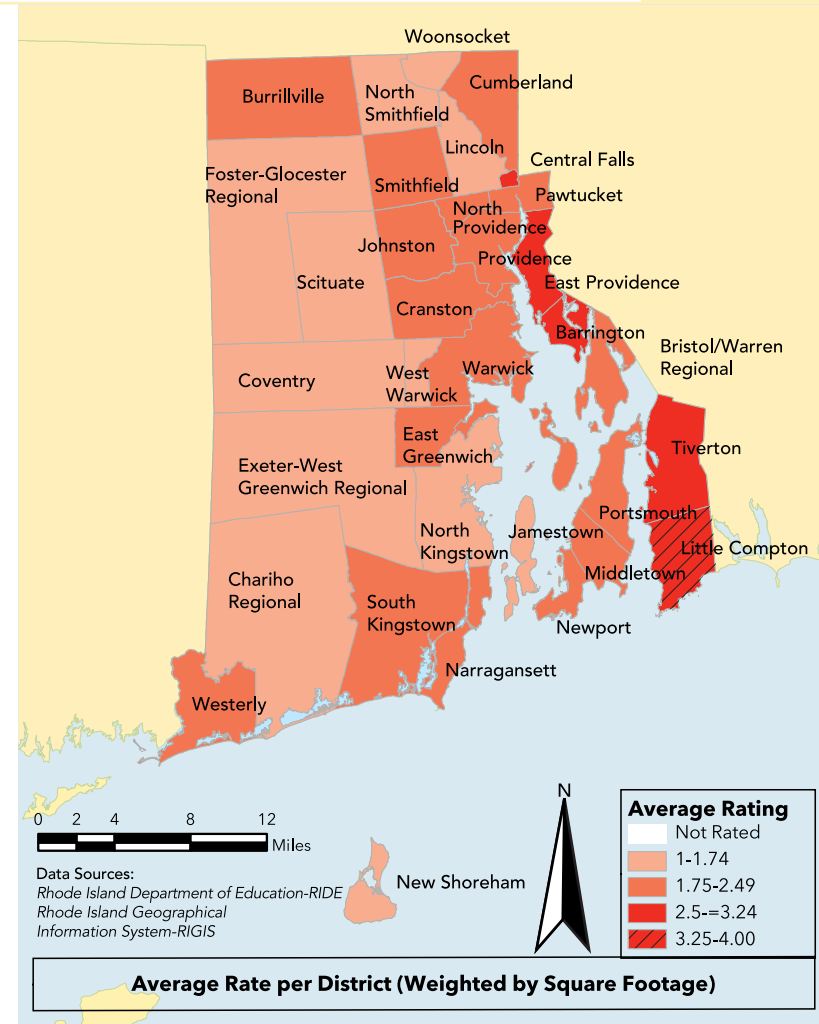 Woonsocket
Burrillville
North
Smithfield
Cumberland
Lincoln
Central Falls
Foster-Glocester
Regional
Smithfield
Pawtucket
North
Providence
Johnston
Providence
Scituate
East Providence
Cranston
Barrington
Bristol/Warren
Regional
Coventry
West
Warwick
Warwick
East
Greenwich
Tiverton
Exeter-West
Greenwich Regional
Portsmouth
North
Kingstown
Jamestown
Little Compton
Chariho
Regional
Middletown
South
Kingstown
Newport
Narragansett
Westerly
N
0 2 4 8 12
Miles
Data Sources:
Rhode Island Department of Education-RIDE
Rhode Island Geographical
Information System-RIGIS
New Shoreham
Average Rating
Not Rated
1-1.74
1.75-2.49
2.5-=3.24
3.25-4.00
Average Rate per District (Weighted by Square Footage)